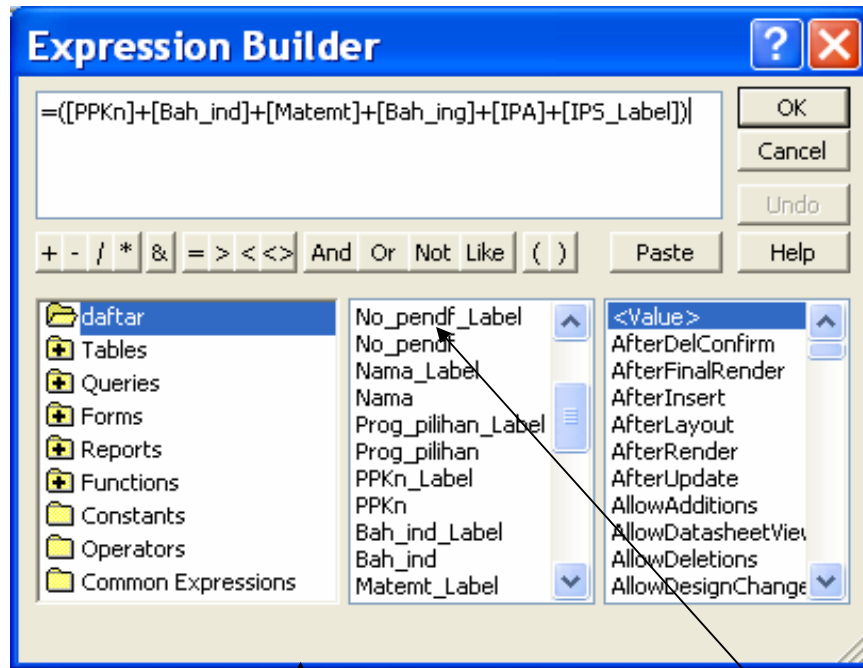 Expression Builder
=([PPKn]+[Bah_ind]+[Matemt]+[Bah_ing]+[IPA]+[IPS_Label])
OK
Cancel
Undo
+ - / * & = > < <> And Or Not Like ( ) Paste Help
daftar
Tables
Queries
Forms
Reports
Functions
Constants
Operators
Common Expressions
No_pendf_Label
No_pendf
Nama_Label
Nama
Prog_pilihan_Label
Prog_pilihan
PPKn_Label
PPKn
Bah_ind_Label
Bah_ind
Matemt_Label
<Value>
AfterDelConfirm
AfterFinalRender
AfterInsert
AfterLayout
AfterRender
AfterUpdate
AllowAdditions
AllowDatasheetView
AllowDeletions
AllowDesignChange